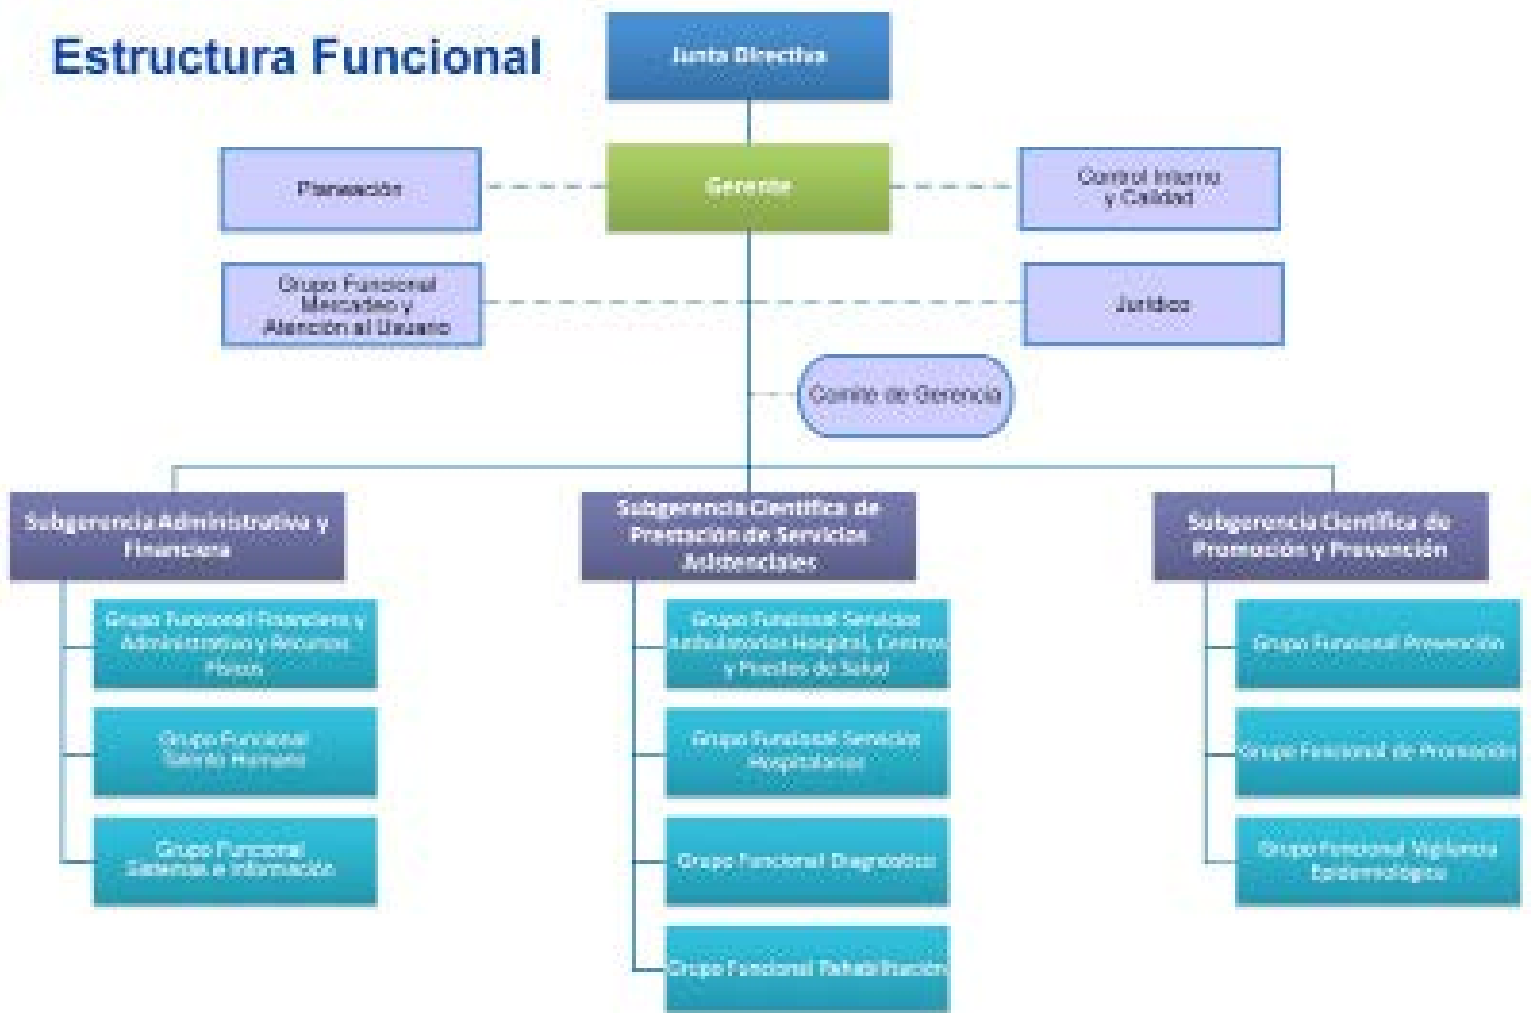 Estructura Funcional
Junta Directiva
Planeación
Gerente
Control Interno
y Calidad
Grupo Funcional
Mercadeo y
Atención al Usuario
Jurídico
Comite de Gerencia
Subgerencia Administrativa y
Financiera
Subgerencia Científica de
Prestación de Servicios
Asistenciales
Subgerencia Científica de
Promoción y Prevención
Grupo Funcional Financiero y
Administrativo y Recursos
Físicos
Grupo Funcional
Talento Humano
Grupo Funcional
Sistemas e Información
Grupo Funcional Servicios
Ambulatorios Hospital, Centros
y Puestos de Salud
Grupo Funcional Servicios
Hospitalarios
Grupo Funcional Diagnóstico
Grupo Funcional Rehabilitación
Grupo Funcional Prevención
Grupo Funcional de Promoción
Grupo Funcional Vigilancia
Epidemiológica